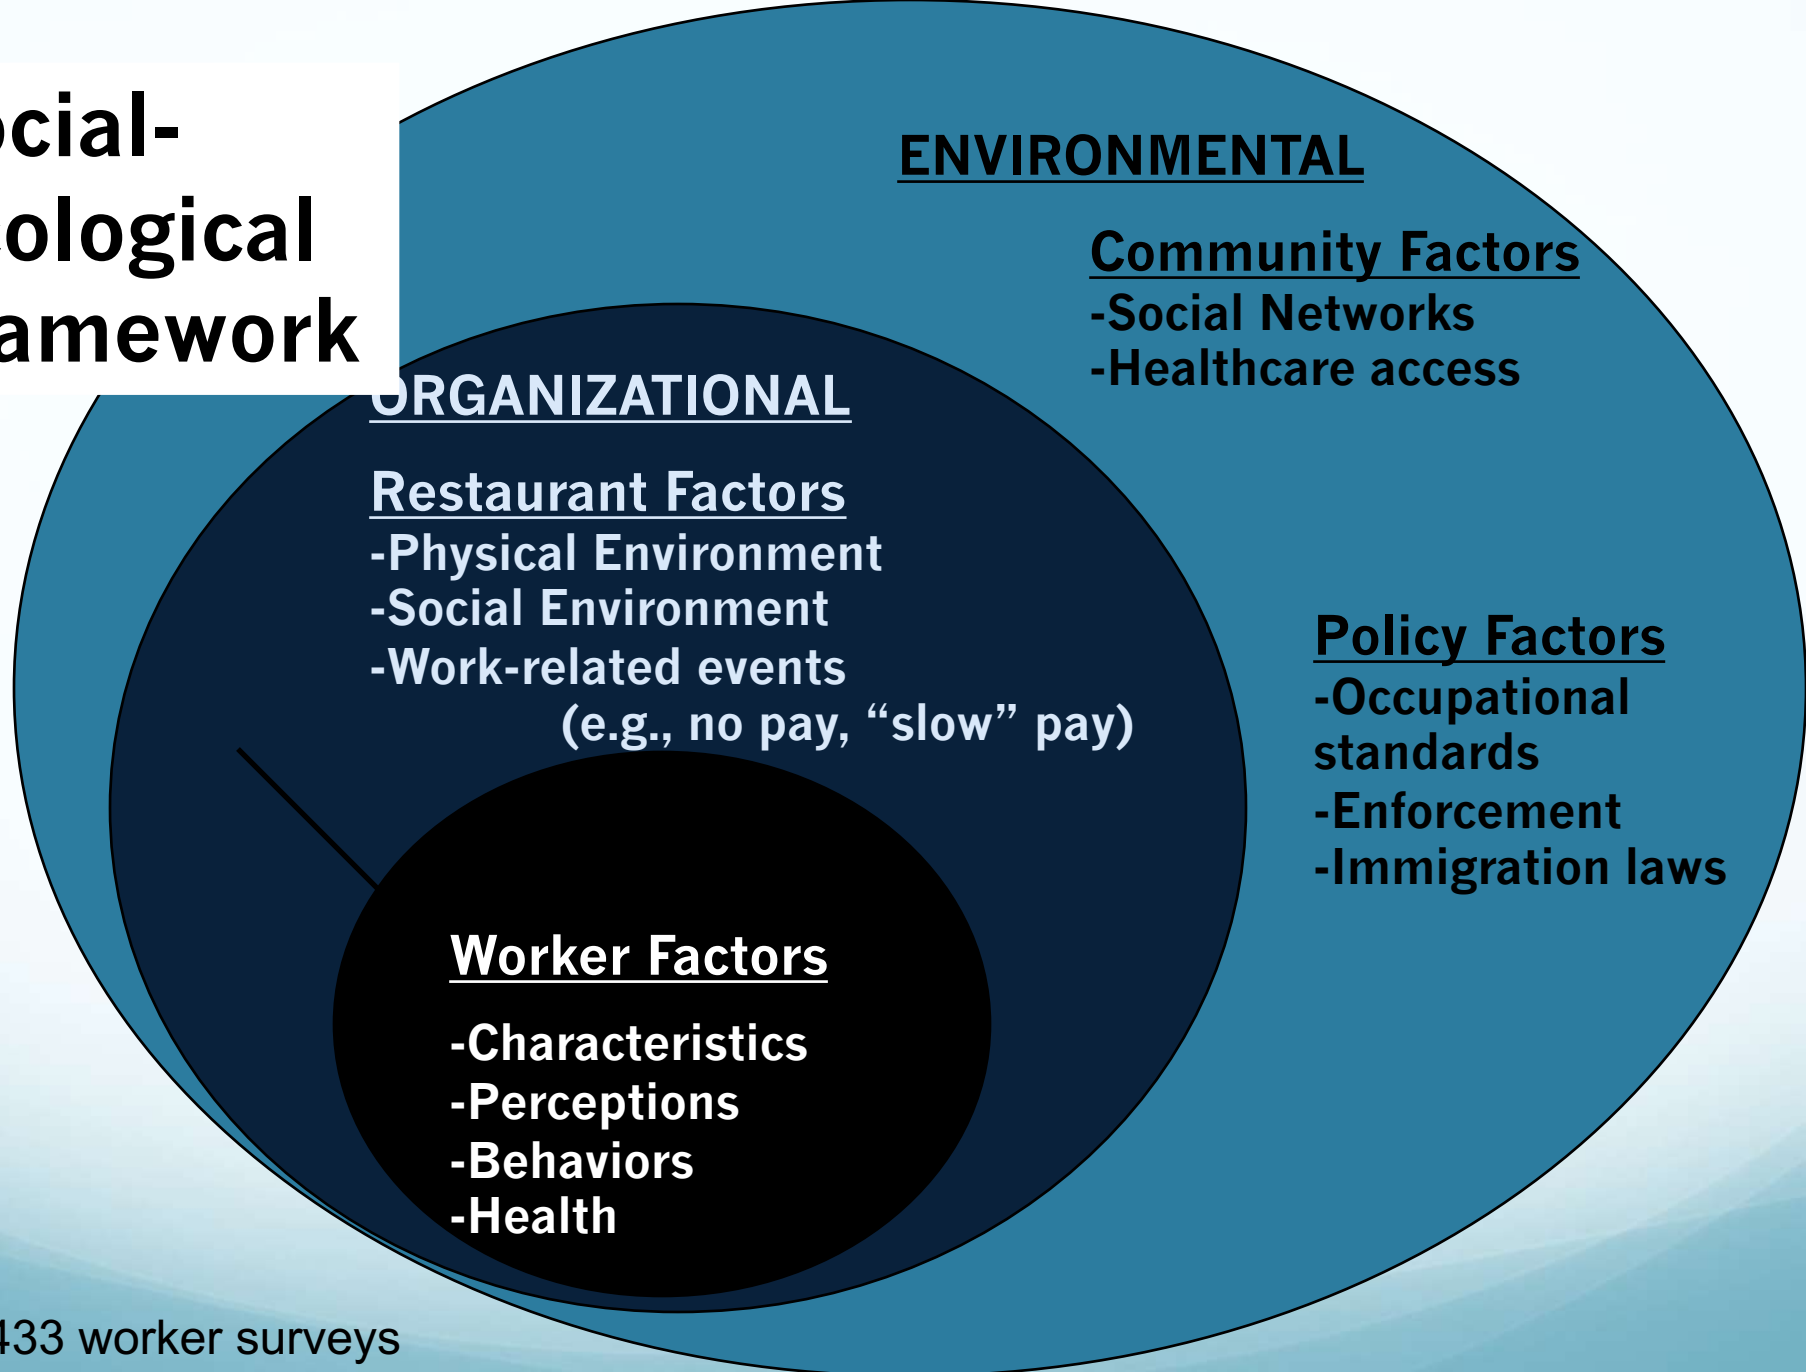 ocial-
ological
amework
ENVIRONMENTAL
Community Factors
-Social Networks
-Healthcare access
ORGANIZATIONAL
Restaurant Factors
-Physical Environment
-Social Environment
-Work-related events
(e.g., no pay, “slow” pay)
Policy Factors
-Occupational
standards
-Enforcement
-Immigration laws
Worker Factors
-Characteristics
-Perceptions
-Behaviors
-Health
433 worker surveys